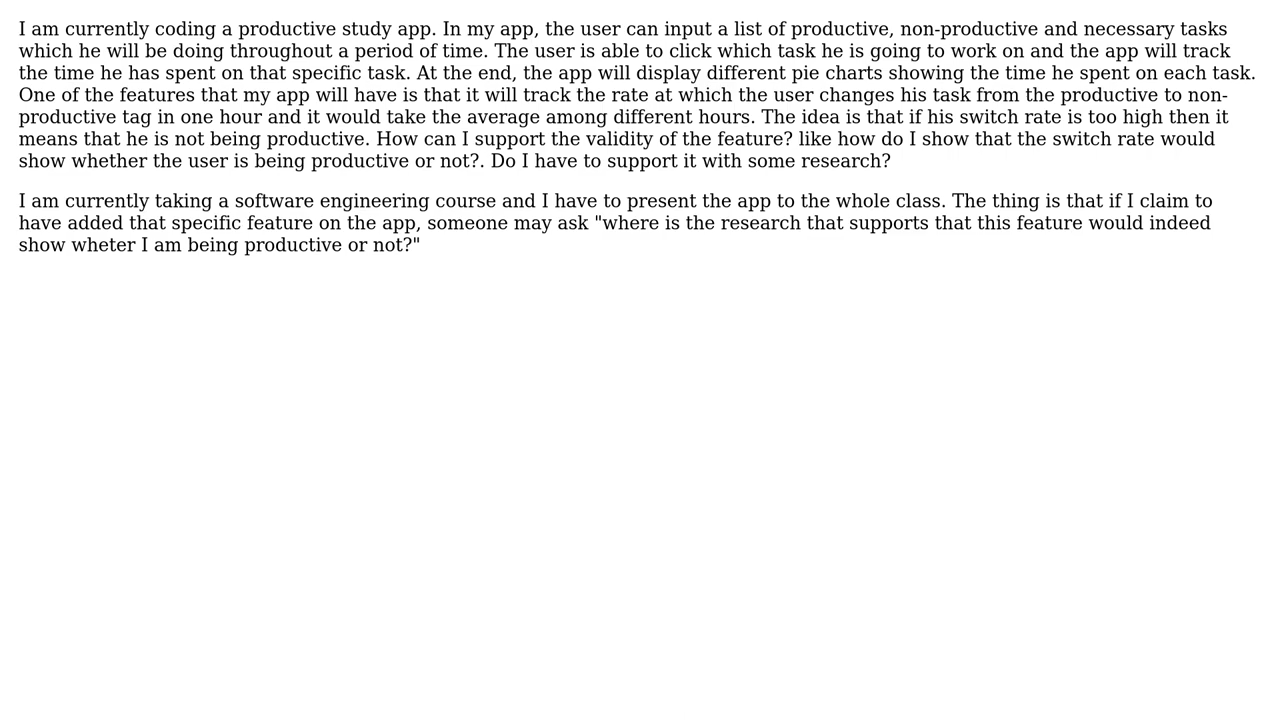 I am currently coding a productive study app. In my app, the user can input a list of productive, non-productive and necessary tasks
which he will be doing throughout a period of time. The user is able to click which task he is going to work on and the app will track
the time he has spent on that specific task. At the end, the app will display different pie charts showing the time he spent on each task.
One of the features that my app will have is that it will track the rate at which the user changes his task from the productive to non-
productive tag in one hour and it would take the average among different hours. The idea is that if his switch rate is too high then it
means that he is not being productive. How can I support the validity of the feature? like how do I show that the switch rate would
show whether the user is being productive or not?. Do I have to support it with some research?
I am currently taking a software engineering course and I have to present the app to the whole class. The thing is that if I claim to
have added that specific feature on the app, someone may ask "where is the research that supports that this feature would indeed
show wheter I am being productive or not?"